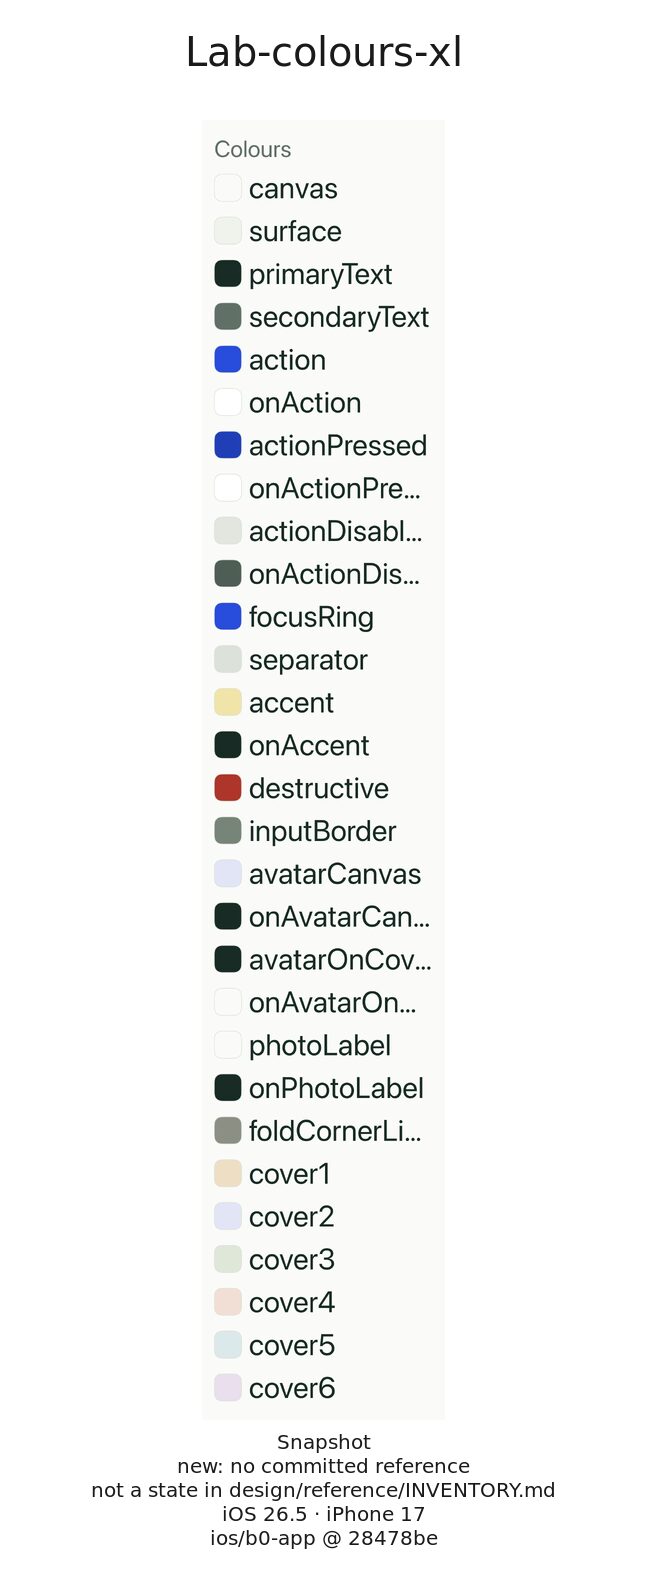 Lab-colours-xl
Colours
canvas
surface
primaryText
secondaryText
action
onAction
actionPressed
onActionPre...
actionDisabl...
onActionDis...
focusRing
separator
accent
onAccent
destructive
inputBorder
avatarCanvas
onAvatarCan...
avatarOnCov...
onAvatarOn...
photoLabel
onPhotoLabel
foldCornerLi...
cover1
cover2
cover3
cover4
cover5
cover6
Snapshot
new: no committed reference
not a state in design/reference/INVENTORY.md
iOS 26.5 · iPhone 17
ios/b0-app @ 28478be